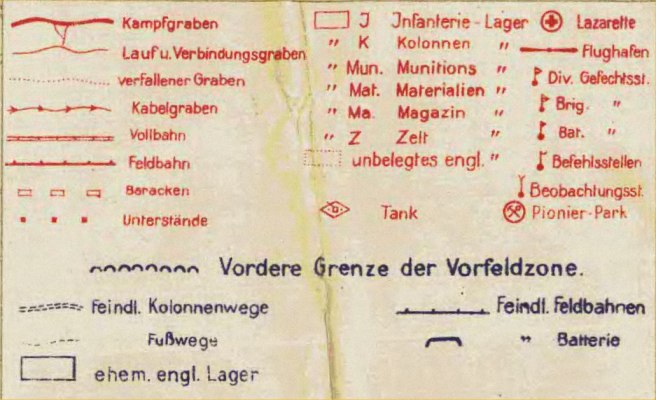 Kampfgraben
Lauf u. Verbindungsgraben
verfallener Graben
Kabelgraben
Vollbahn
Feldbahn
Baracken
Unterstände
J Infanterie - Lager
" K Kolonnen "
" Mun. Munitions "
" Mat. Materialien "
" Ma. Magazin "
" Z Zelt "
unbelegtes engl. "
Tank
Lazarette
Flughafen
Div. Gefechtsst.
Brig. "
Bat. "
Befehlsstellen
Beobachtungsst.
Pionier-Park
Vordere Grenze der Vorfeldzone.
Feindl. Kolonnenwege
Fußwege
ehem. engl. Lager
Feindl. Feldbahnen
" Batterie